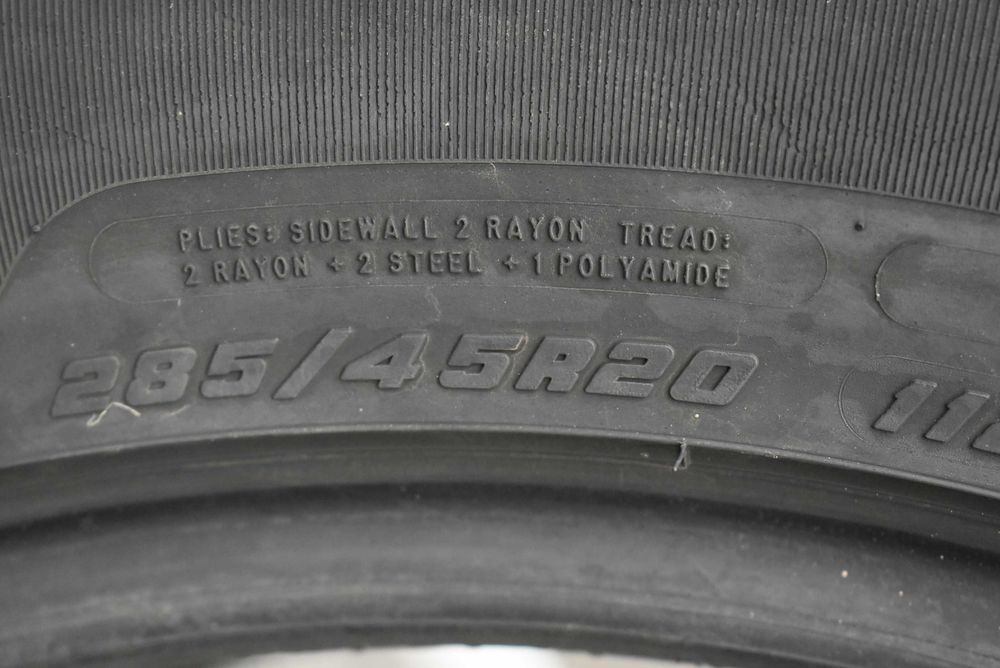 PLIES: SIDEWALL 2 RAYON TREAD:
2 RAYON + 2 STEEL + 1 POLYAMIDE
285/45R20